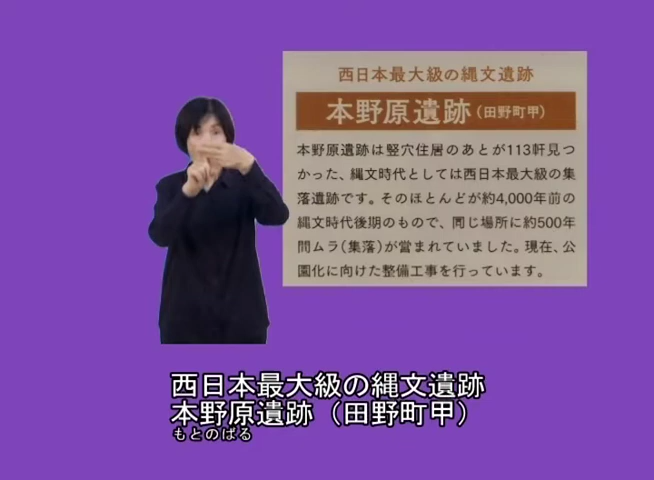 西日本最大級の縄文遺跡
本野原遺跡（田野町甲）
本野原遺跡は竪穴住居のあとが113軒見つ
かった、縄文時代としては西日本最大級の集
落遺跡です。そのほとんどが約4,000年前の
縄文時代後期のもので、同じ場所に約500年
間ムラ（集落）が営まれていました。現在、公
園化に向けた整備工事を行っています。
西日本最大級の縄文遺跡
本野原遺跡（田野町甲）
もとのばる